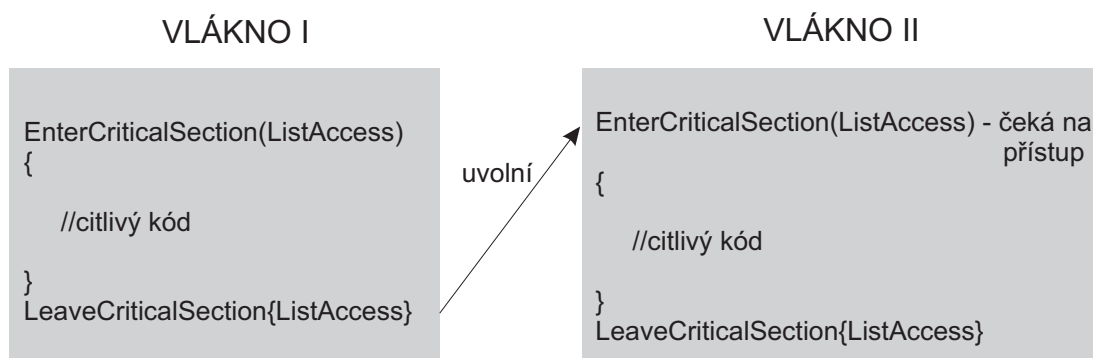 VLÁKNO I
EnterCriticalSection(ListAccess)
{
//citlivý kód
}
LeaveCriticalSection{ListAccess}
uvolní
VLÁKNO II
EnterCriticalSection(ListAccess) - čeká na
přístup
{
//citlivý kód
}
LeaveCriticalSection{ListAccess}